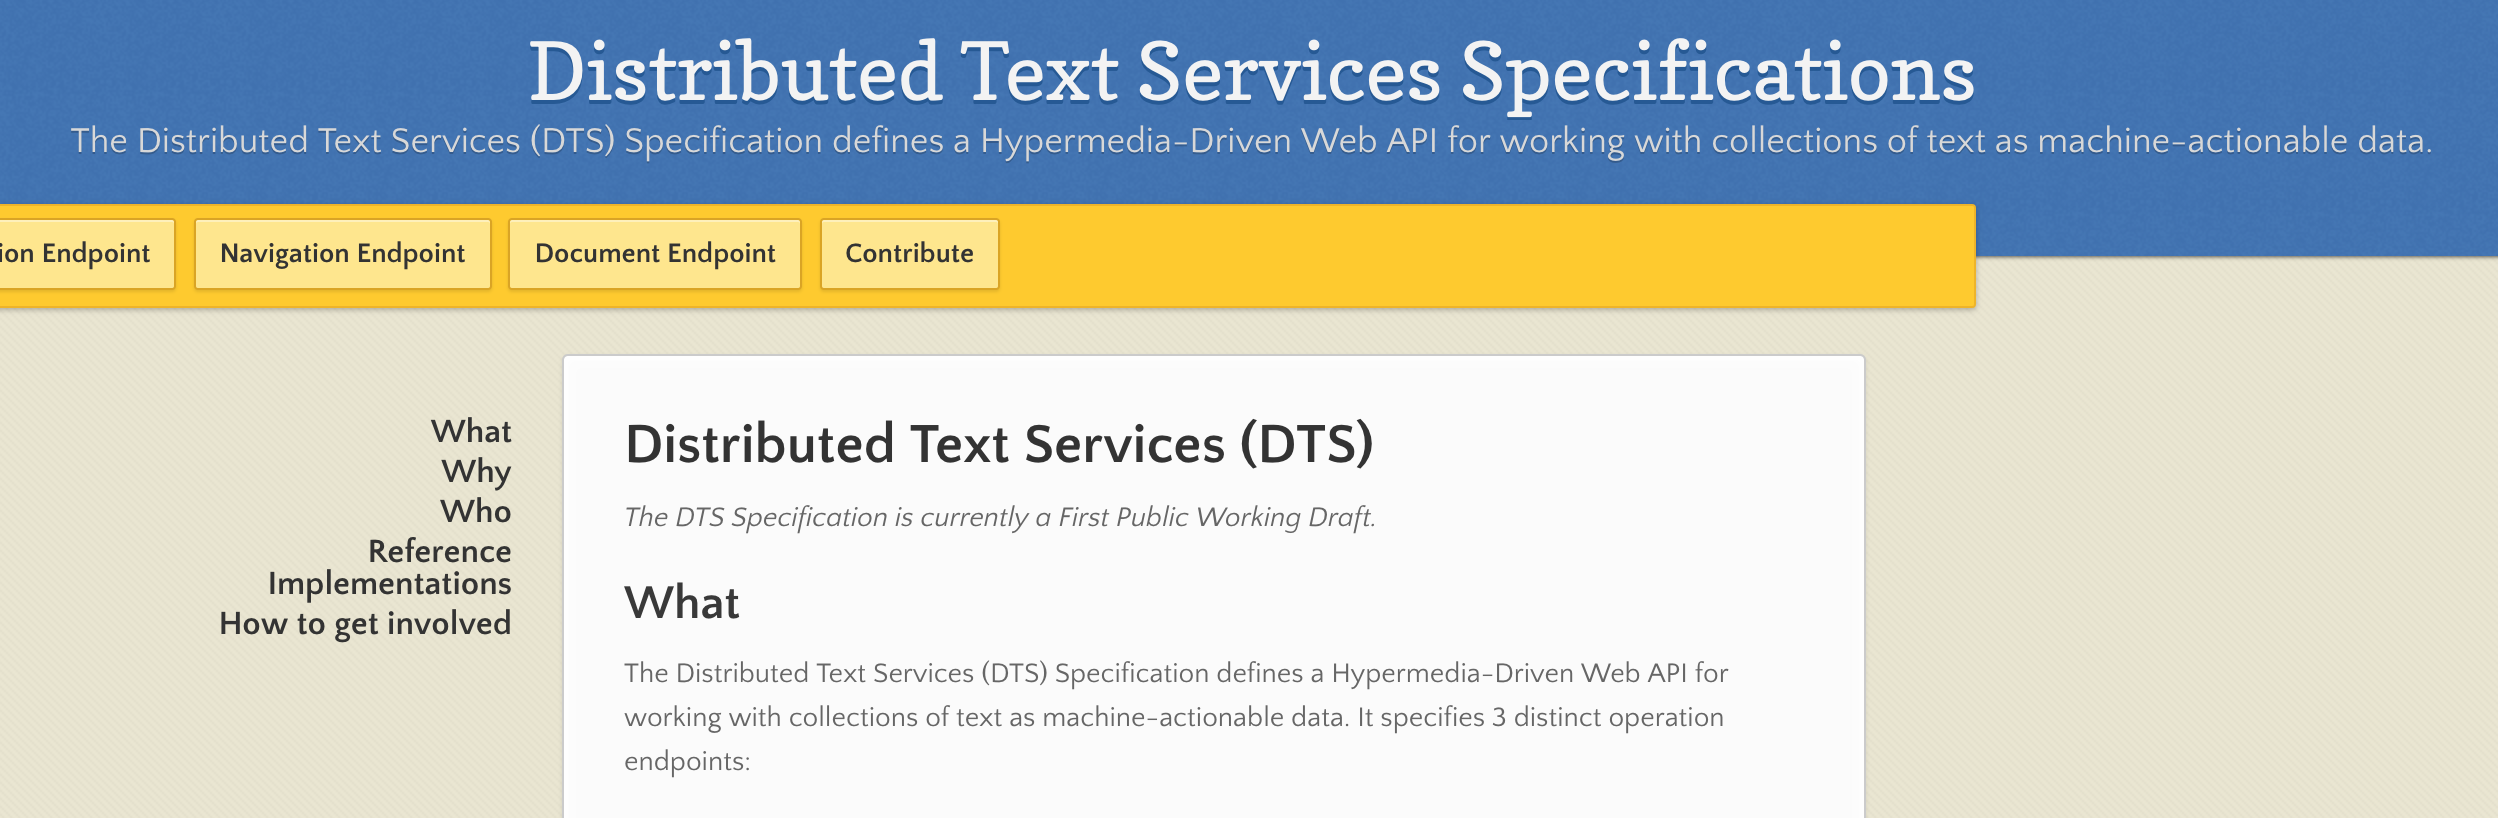 Distributed Text Services Specifications
The Distributed Text Services (DTS) Specification defines a Hypermedia-Driven Web API for working with collections of text as machine-actionable data.
ion Endpoint
Navigation Endpoint
Document Endpoint
Contribute
What
Why
Who
Reference
Implementations
How to get involved
Distributed Text Services (DTS)
The DTS Specification is currently a First Public Working Draft.
What
The Distributed Text Services (DTS) Specification defines a Hypermedia-Driven Web API for
working with collections of text as machine-actionable data. It specifies 3 distinct operation
endpoints: